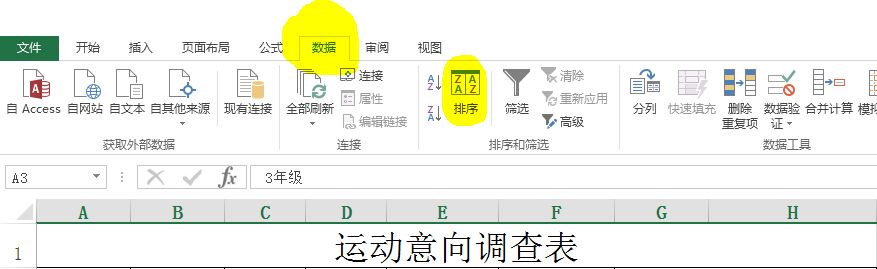 文件 开始 插入 页面布局 公式 数据 审阅 视图
自 Access 自网站 自文本 自其他来源 现有连接 全部刷新 连接 属性 编辑链接 排序 筛选 清除 重新应用 高级 分列 快速填充 删除重复项 数据验证 合并计算
获取外部数据 连接 排序和筛选 数据工具
A3 fx 3年级
A B C D E F G H
1 运动意向调查表